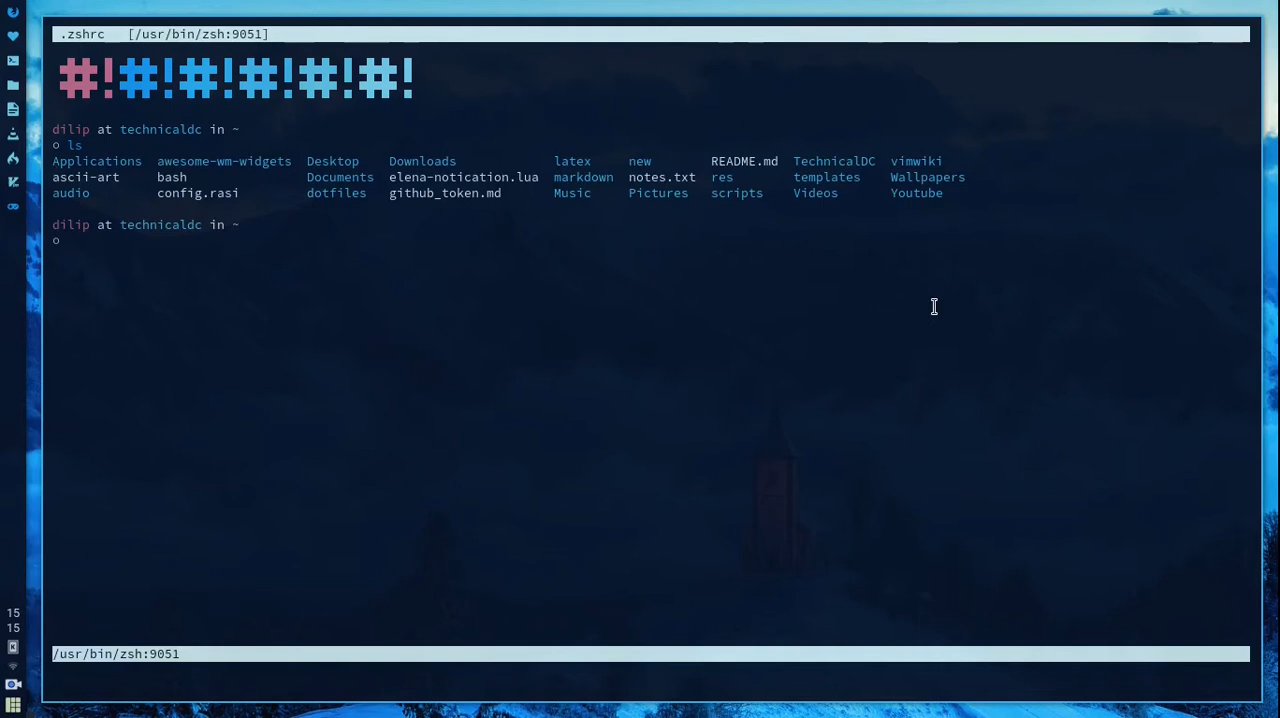 .zshrc [/usr/bin/zsh:9051]
#!#!#!#!#!#!
dilip at technicaldc in ~
○ ls
Applications awesome-wm-widgets Desktop Downloads latex new README.md TechnicalDC vimwiki
ascii-art bash Documents elena-notication.lua markdown notes.txt res templates Wallpapers
audio config.rasi dotfiles github_token.md Music Pictures scripts Videos Youtube
dilip at technicaldc in ~
○
/usr/bin/zsh:9051
15
15